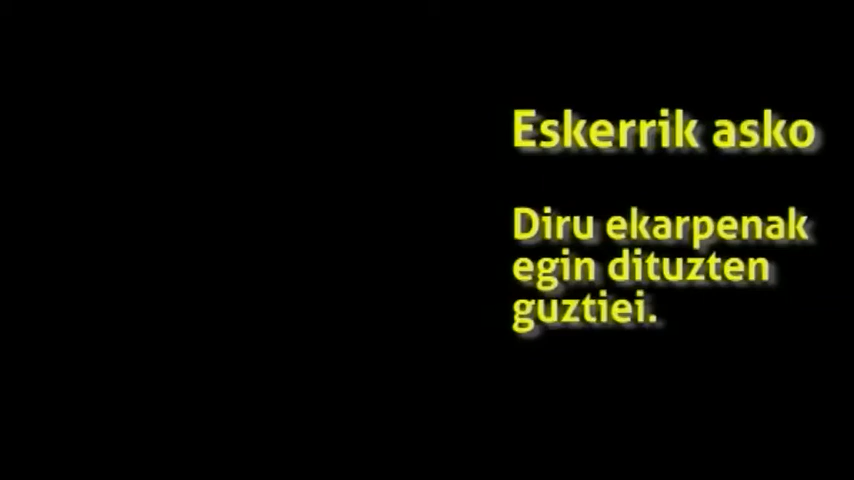 Eskerrik asko
Diru ekarpenak
egin dituzten
guztiei.